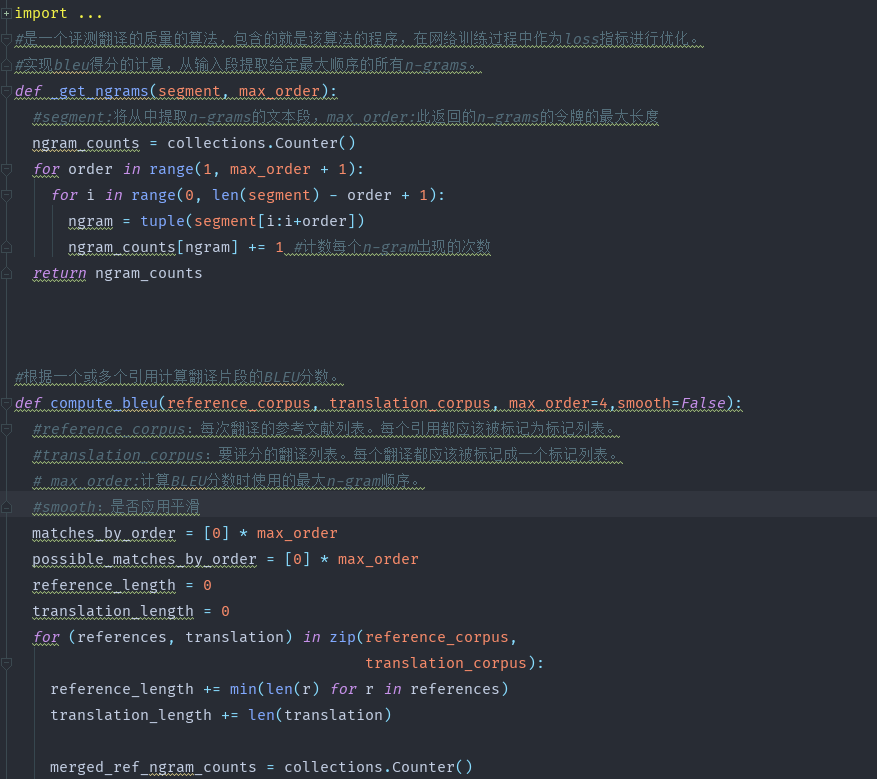 import ...
#是一个评测翻译的质量的算法，包含的就是该算法的程序，在网络训练过程中作为loss指标进行优化。
#实现bleu得分的计算，从输入段提取给定最大顺序的所有n-grams。
def _get_ngrams(segment, max_order):
#segment:将从中提取n-grams的文本段，max_order:此返回的n-grams的令牌的最大长度
ngram_counts = collections.Counter()
for order in range(1, max_order + 1):
for i in range(0, len(segment) - order + 1):
ngram = tuple(segment[i:i+order])
ngram_counts[ngram] += 1 #计数每个n-gram出现的次数
return ngram_counts
#根据一个或多个引用计算翻译片段的BLEU分数。
def compute_bleu(reference_corpus, translation_corpus, max_order=4,smooth=False):
#reference_corpus：每次翻译的参考文献列表。每个引用都应该被标记为标记列表。
#translation_corpus：要评分的翻译列表。每个翻译都应该被标记成一个标记列表。
# max_order:计算BLEU分数时使用的最大n-gram顺序。
#smooth：是否应用平滑
matches_by_order = [0] * max_order
possible_matches_by_order = [0] * max_order
reference_length = 0
translation_length = 0
for (references, translation) in zip(reference_corpus,
translation_corpus):
reference_length += min(len(r) for r in references)
translation_length += len(translation)
merged_ref_ngram_counts = collections.Counter()